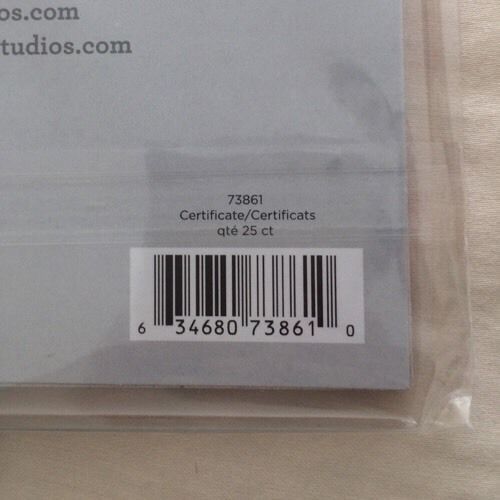 os.com
tudios.com
73861
Certificate/Certificats
qté 25 ct
6 34680 73861 0